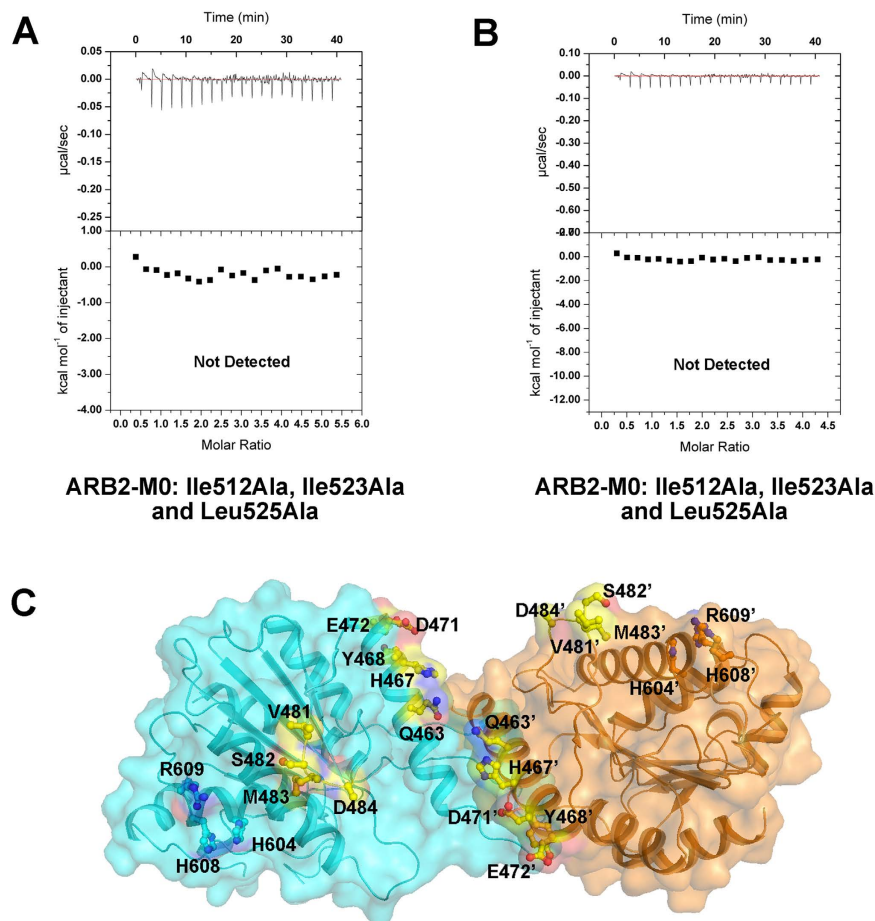 A
Time (min)
0 10 20 30 40
0.05
0.00
-0.05
-0.10
-0.15
-0.20
-0.25
µcal/sec
1.00
0.00
-1.00
-2.00
-3.00
-4.00
kcal mol-1 of injectant
Not Detected
0.0 0.5 1.0 1.5 2.0 2.5 3.0 3.5 4.0 4.5 5.0 5.5 6.0
Molar Ratio
ARB2-M0: Ile512Ala, Ile523Ala
and Leu525Ala
B
Time (min)
0 10 20 30 40
0.10
0.00
-0.10
-0.20
-0.30
-0.40
-0.50
-0.60
µcal/sec
0.00
-2.00
-4.00
-6.00
-8.00
-10.00
-12.00
kcal mol-1 of injectant
Not Detected
0.0 0.5 1.0 1.5 2.0 2.5 3.0 3.5 4.0 4.5
Molar Ratio
ARB2-M0: Ile512Ala, Ile523Ala
and Leu525Ala
C
E472 D471
Y468
H467
V481
Q463
S482
R609
M483
D484
H604
H608
S482’
D484’
R609’
M483’
V481’
H604’
H608’
Q463’
H467’
D471’ Y468’
E472’